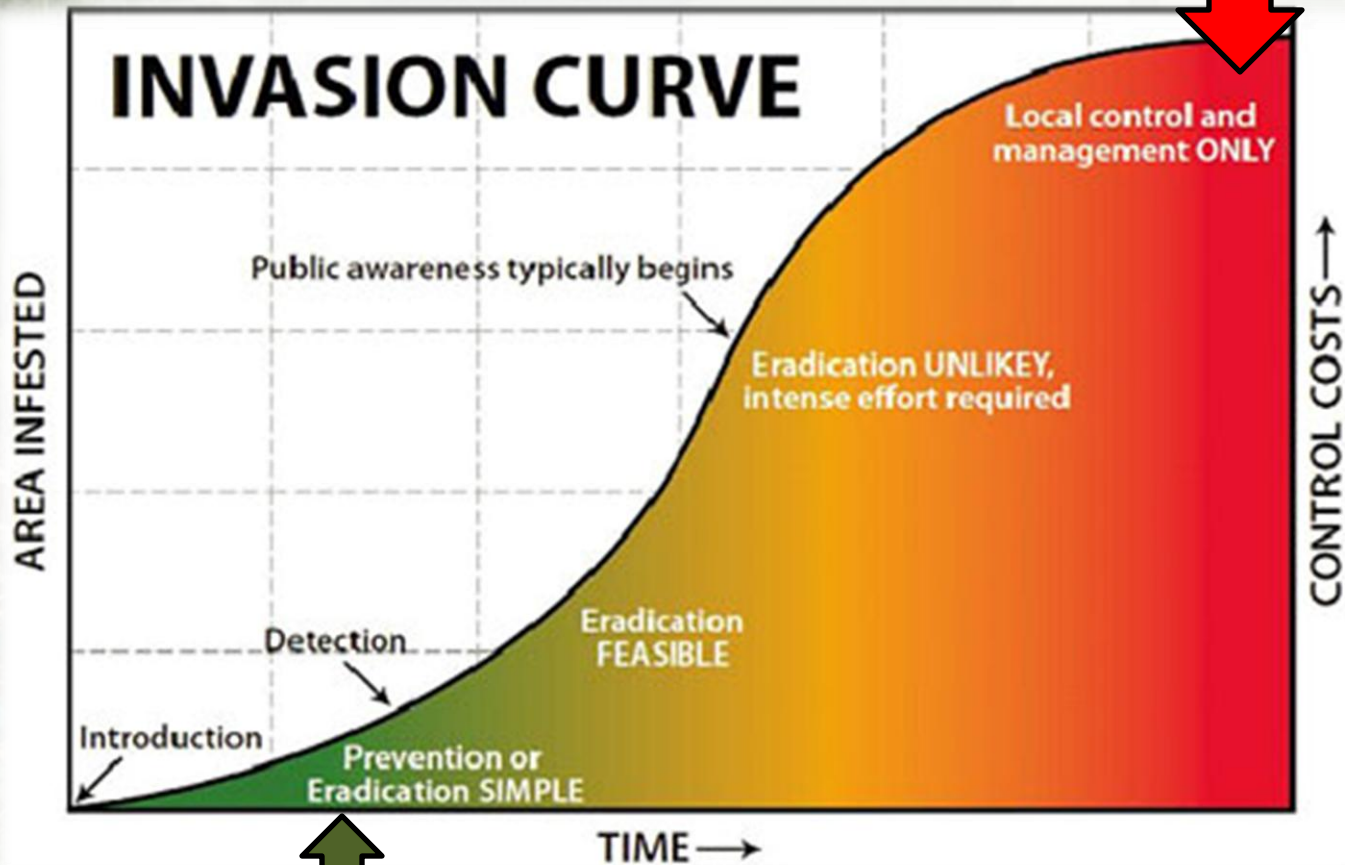 INVASION CURVE
Local control and
management ONLY
Public awareness typically begins
Eradication UNLIKEY,
intense effort required
AREA INFESTED
CONTROL COSTS→
Eradication
FEASIBLE
Detection
Introduction
Prevention or
Eradication SIMPLE
TIME→